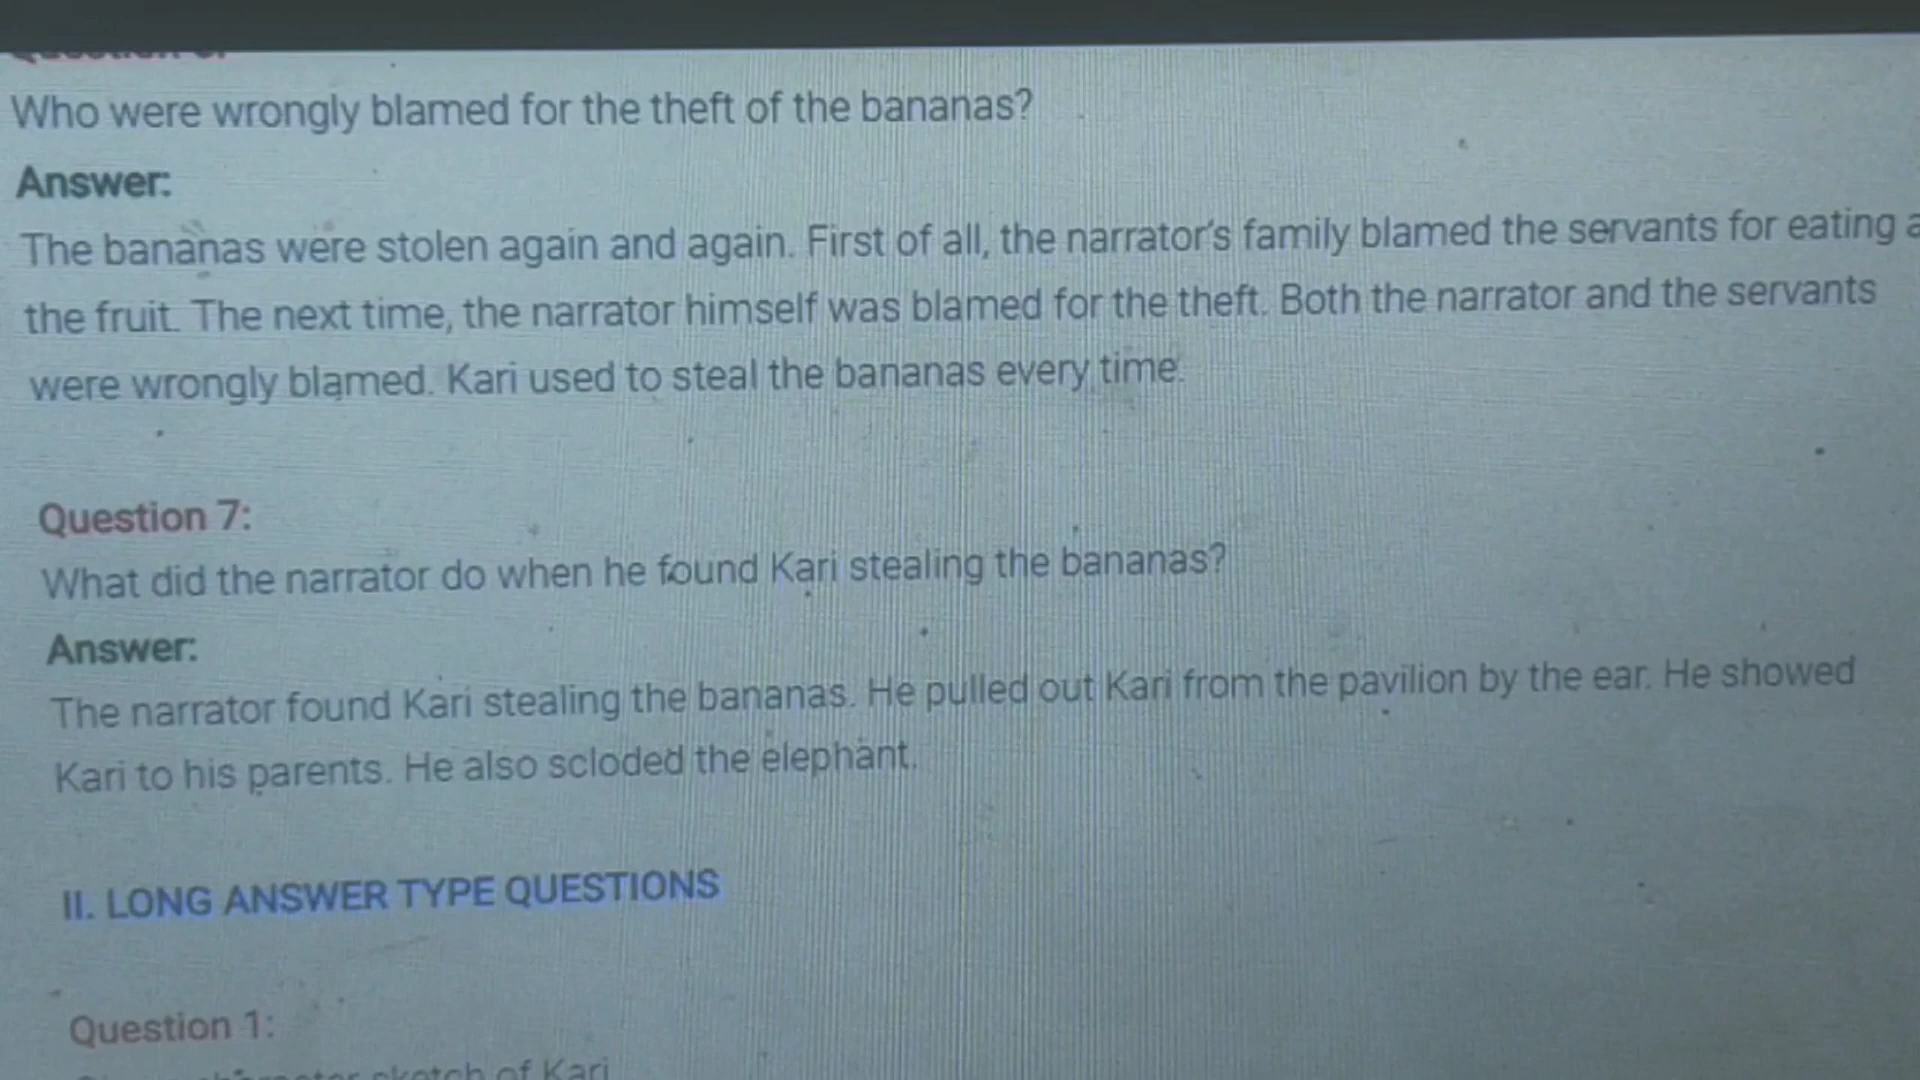 Question
Who were wrongly blamed for the theft of the bananas?
Answer:
The bananas were stolen again and again. First of all, the narrator's family blamed the servants for eating
the fruit. The next time, the narrator himself was blamed for the theft. Both the narrator and the servants
were wrongly blamed. Kari used to steal the bananas every time.
Question 7:
What did the narrator do when he found Kari stealing the bananas?
Answer:
The narrator found Kari stealing the bananas. He pulled out Kari from the pavilion by the ear. He showed
Kari to his parents. He also scloded the elephant.
II. LONG ANSWER TYPE QUESTIONS
Question 1:
character sketch of Kari